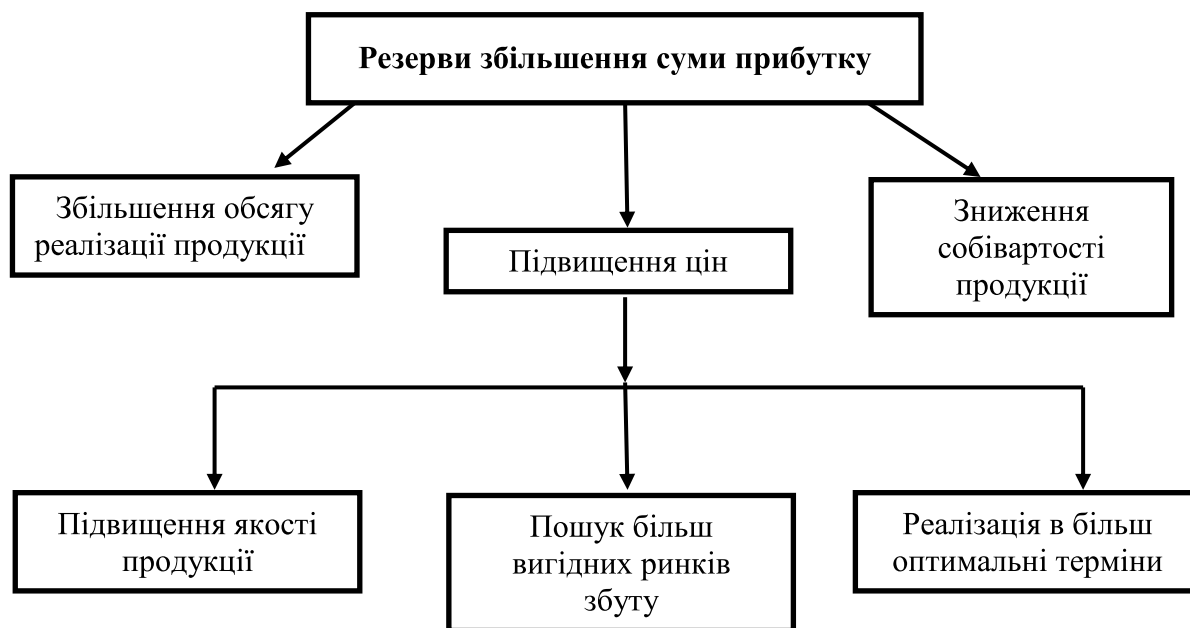 Резерви збільшення суми прибутку
Збільшення обсягу
реалізації продукції
Підвищення цін
Зниження
собівартості
продукції
Підвищення якості
продукції
Пошук більш
вигідних ринків
збуту
Реалізація в більш
оптимальні терміни